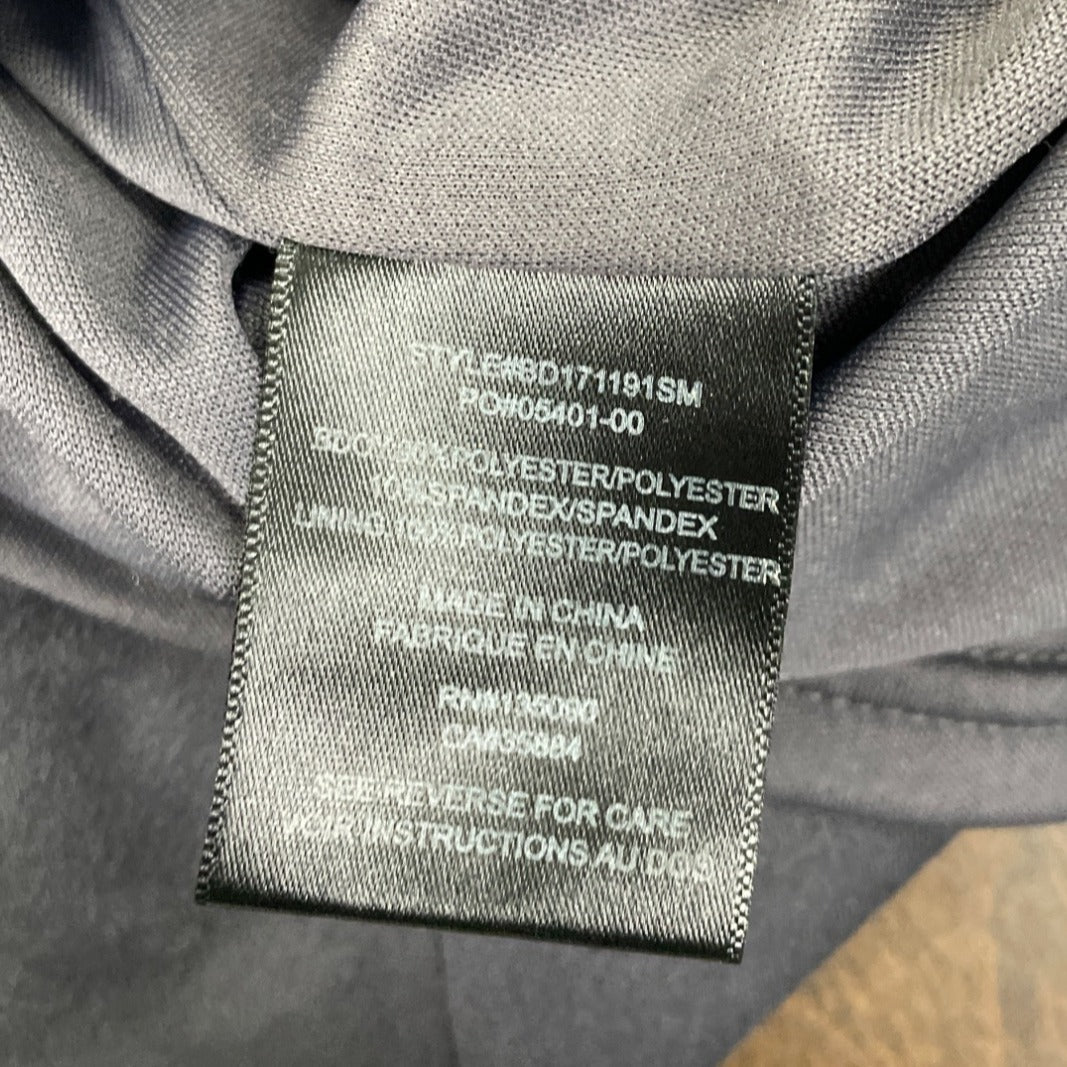 STYLE#BD171191SM
PO#05401-00
BODY:90% POLYESTER/POLYESTER
10% SPANDEX/SPANDEX
LINING:100% POLYESTER/POLYESTER
MADE IN CHINA
FABRIQUE EN CHINE
RN#135090
CA#35884
SEE REVERSE FOR CARE
VOIR INSTRUCTIONS AU DOS